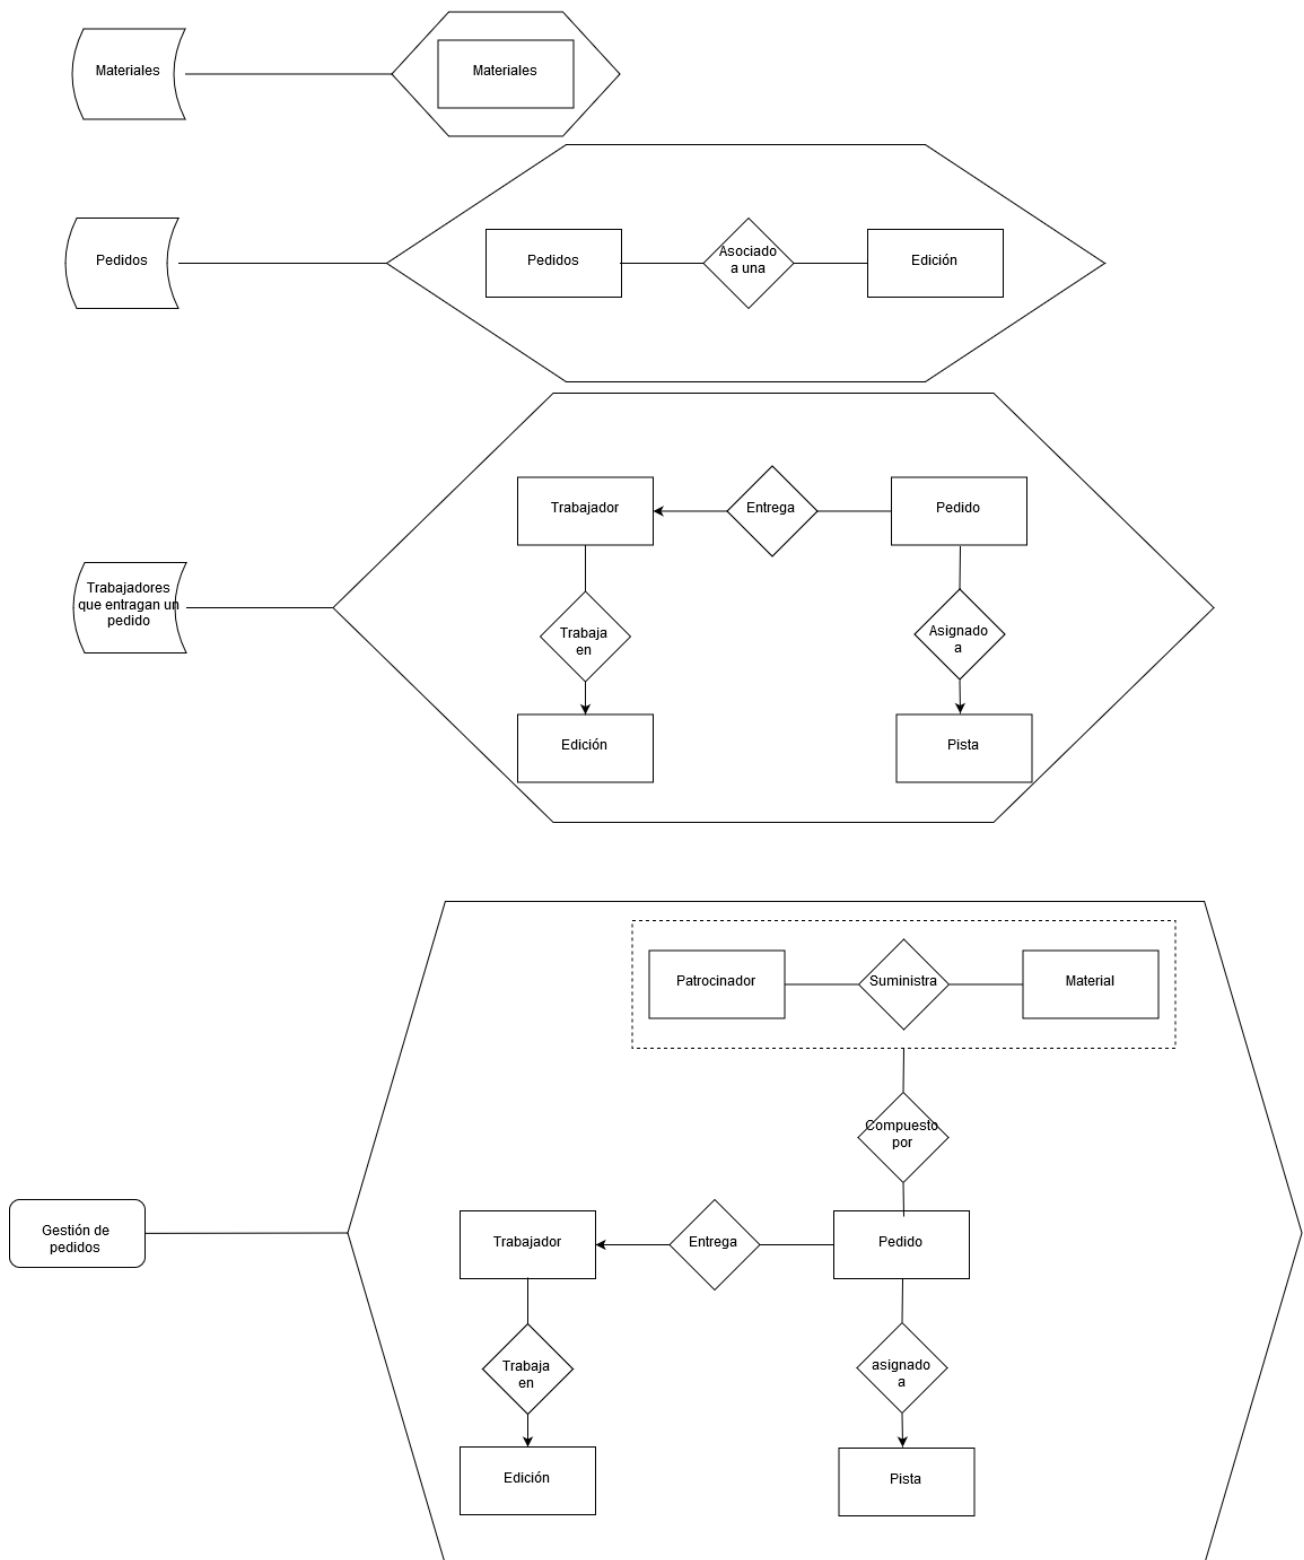 Materiales
Materiales
Pedidos
Pedidos
Asociado
a una
Edición
Trabajadores
que entragan un
pedido
Trabajador
Entrega
Pedido
Trabaja
en
Asignado
a
Edición
Pista
Patrocinador
Suministra
Material
Compuesto
por
Gestión de
pedidos
Trabajador
Entrega
Pedido
Trabaja
en
asignado
a
Edición
Pista